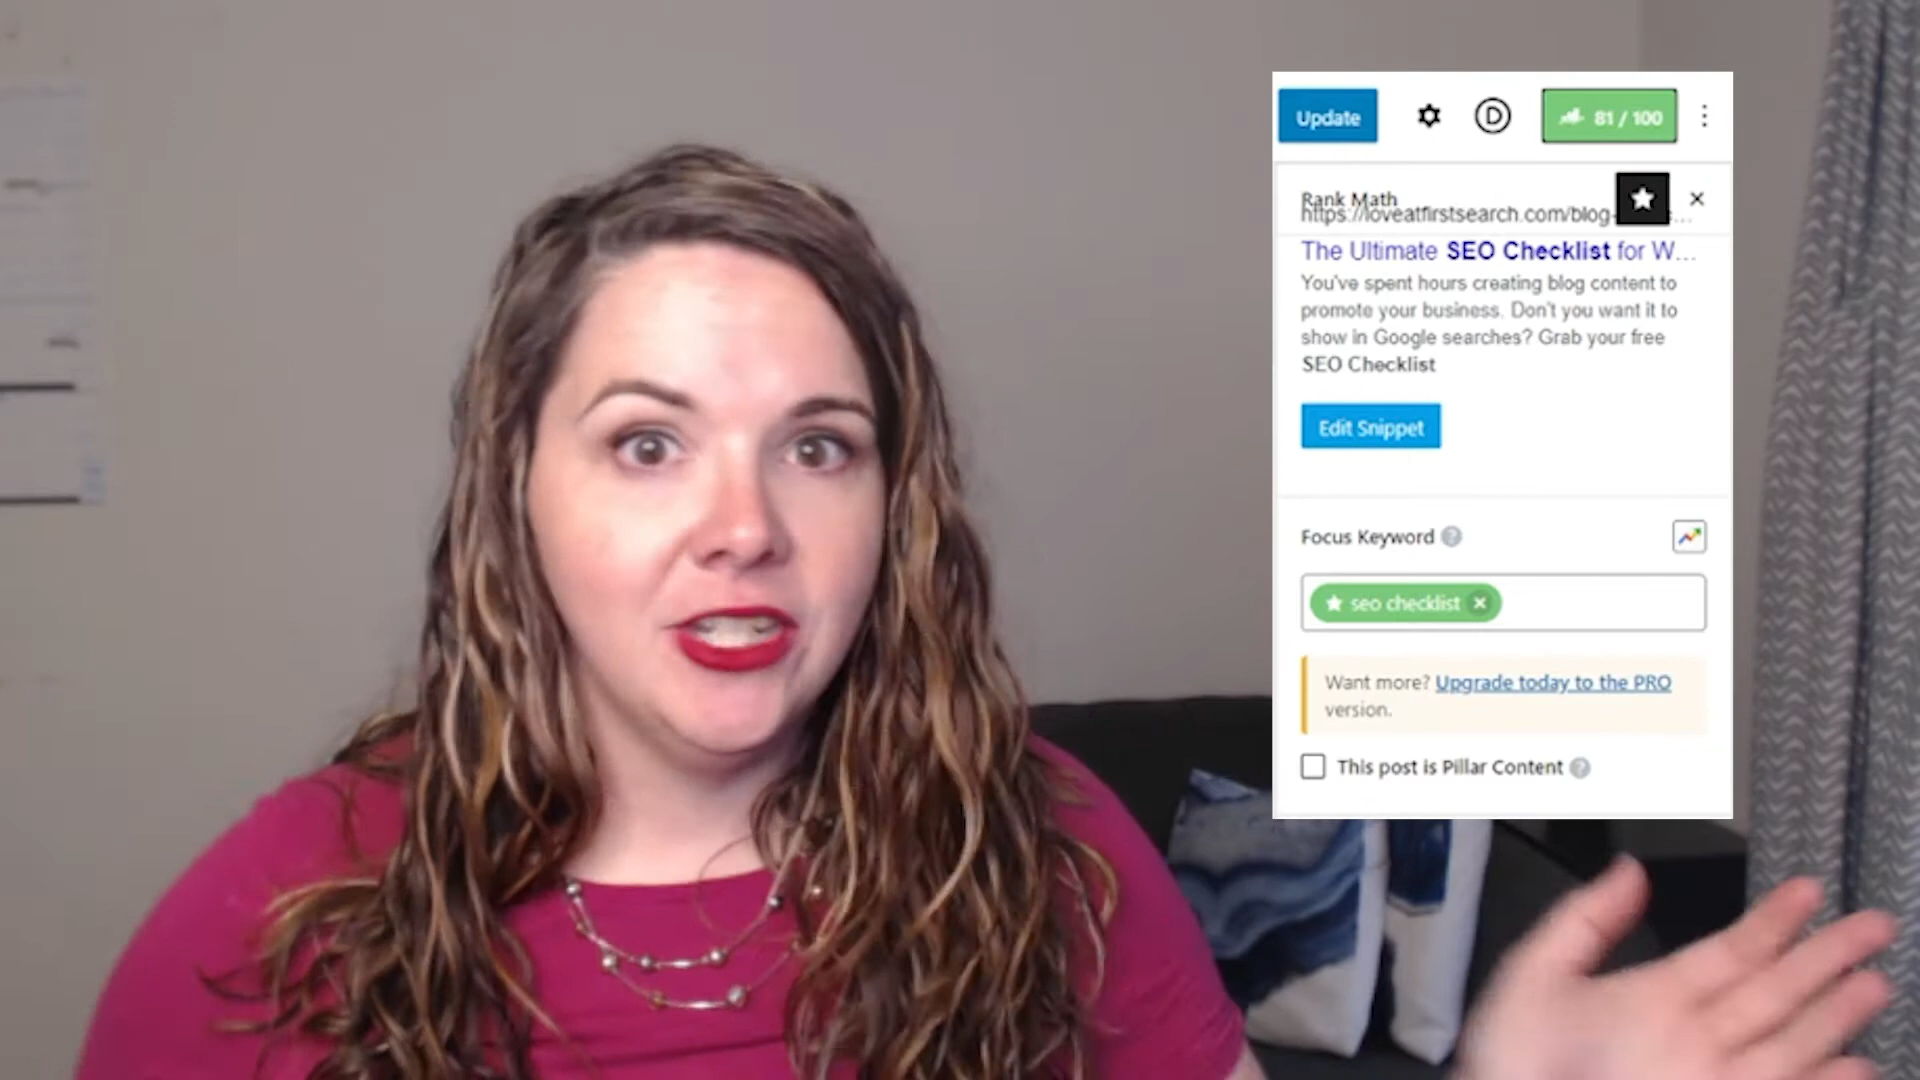 Update
81 / 100
Rank Math
https://loveatfirstsearch.com/blog-
The Ultimate SEO Checklist for W...
You've spent hours creating blog content to
promote your business. Don't you want it to
show in Google searches? Grab your free
SEO Checklist
Edit Snippet
Focus Keyword
seo checklist
Want more? Upgrade today to the PRO
version.
This post is Pillar Content